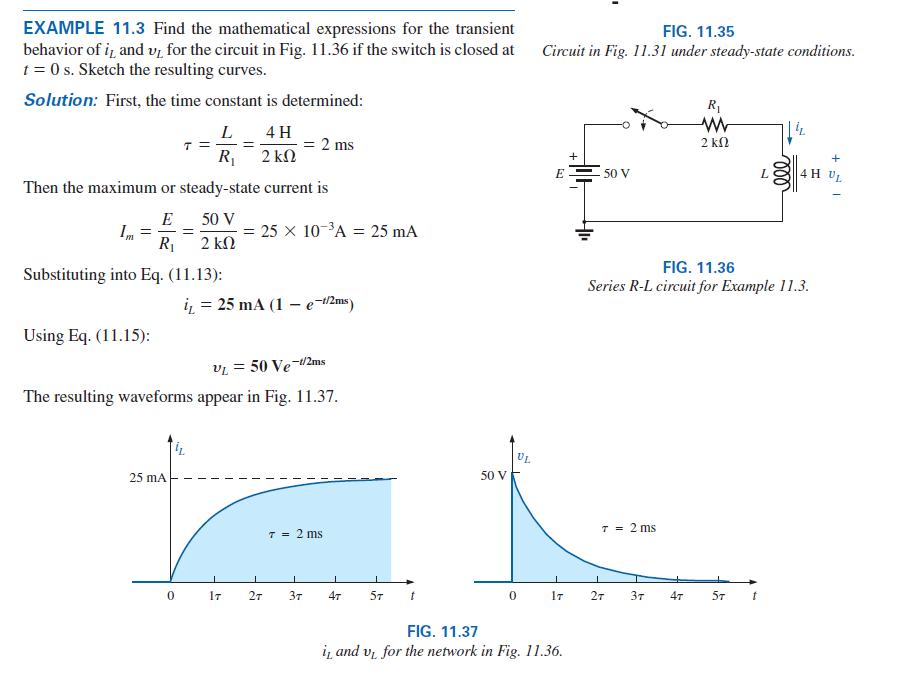 EXAMPLE 11.3 Find the mathematical expressions for the transient
behavior of iL and υL for the circuit in Fig. 11.36 if the switch is closed at
t = 0 s. Sketch the resulting curves.
Solution: First, the time constant is determined:
τ = L/R1 = 4 H/2 kΩ = 2 ms
Then the maximum or steady-state current is
Im = E/R1 = 50 V/2 kΩ = 25 × 10⁻³A = 25 mA
Substituting into Eq. (11.13):
iL = 25 mA (1 − e^−t/2ms)
Using Eq. (11.15):
υL = 50 Ve^−t/2ms
The resulting waveforms appear in Fig. 11.37.
FIG. 11.35
Circuit in Fig. 11.31 under steady-state conditions.
R1
2 kΩ
iL
+
E
50 V
−
L
4 H
+
υL
−
FIG. 11.36
Series R-L circuit for Example 11.3.
iL
25 mA
τ = 2 ms
0 1τ 2τ 3τ 4τ 5τ t
υL
50 V
τ = 2 ms
0 1τ 2τ 3τ 4τ 5τ t
FIG. 11.37
iL and υL for the network in Fig. 11.36.